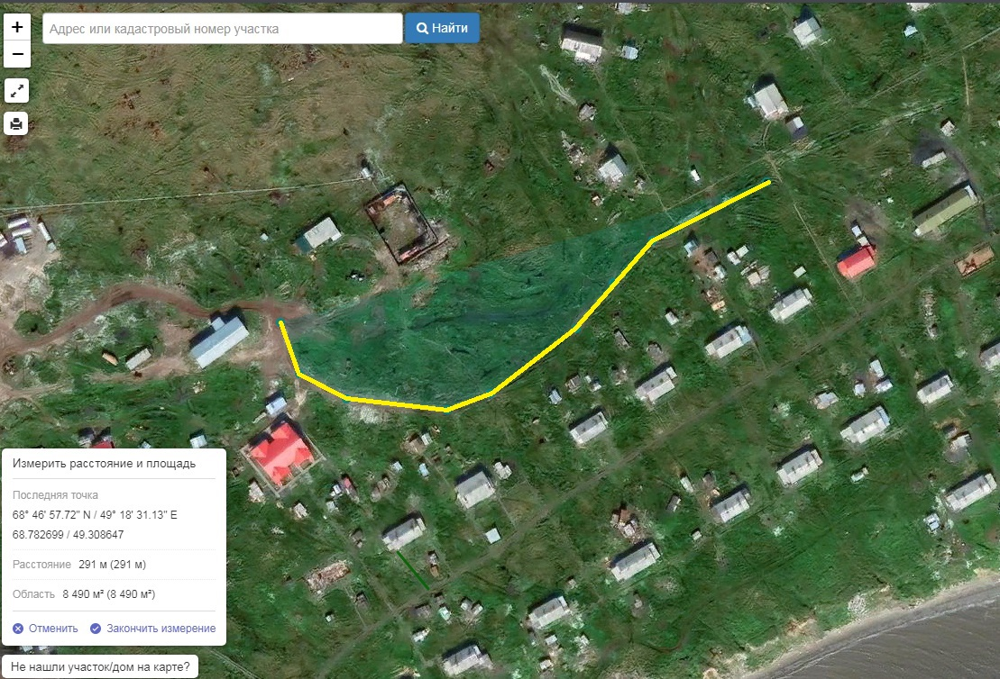 +
Адрес или кадастровый номер участка
Найти
−
Измерить расстояние и площадь
Последняя точка
68° 46' 57.72" N / 49° 18' 31.13" E
68.782699 / 49.308647
Расстояние 291 м (291 м)
Область 8 490 м² (8 490 м²)
Отменить Закончить измерение
Не нашли участок/дом на карте?